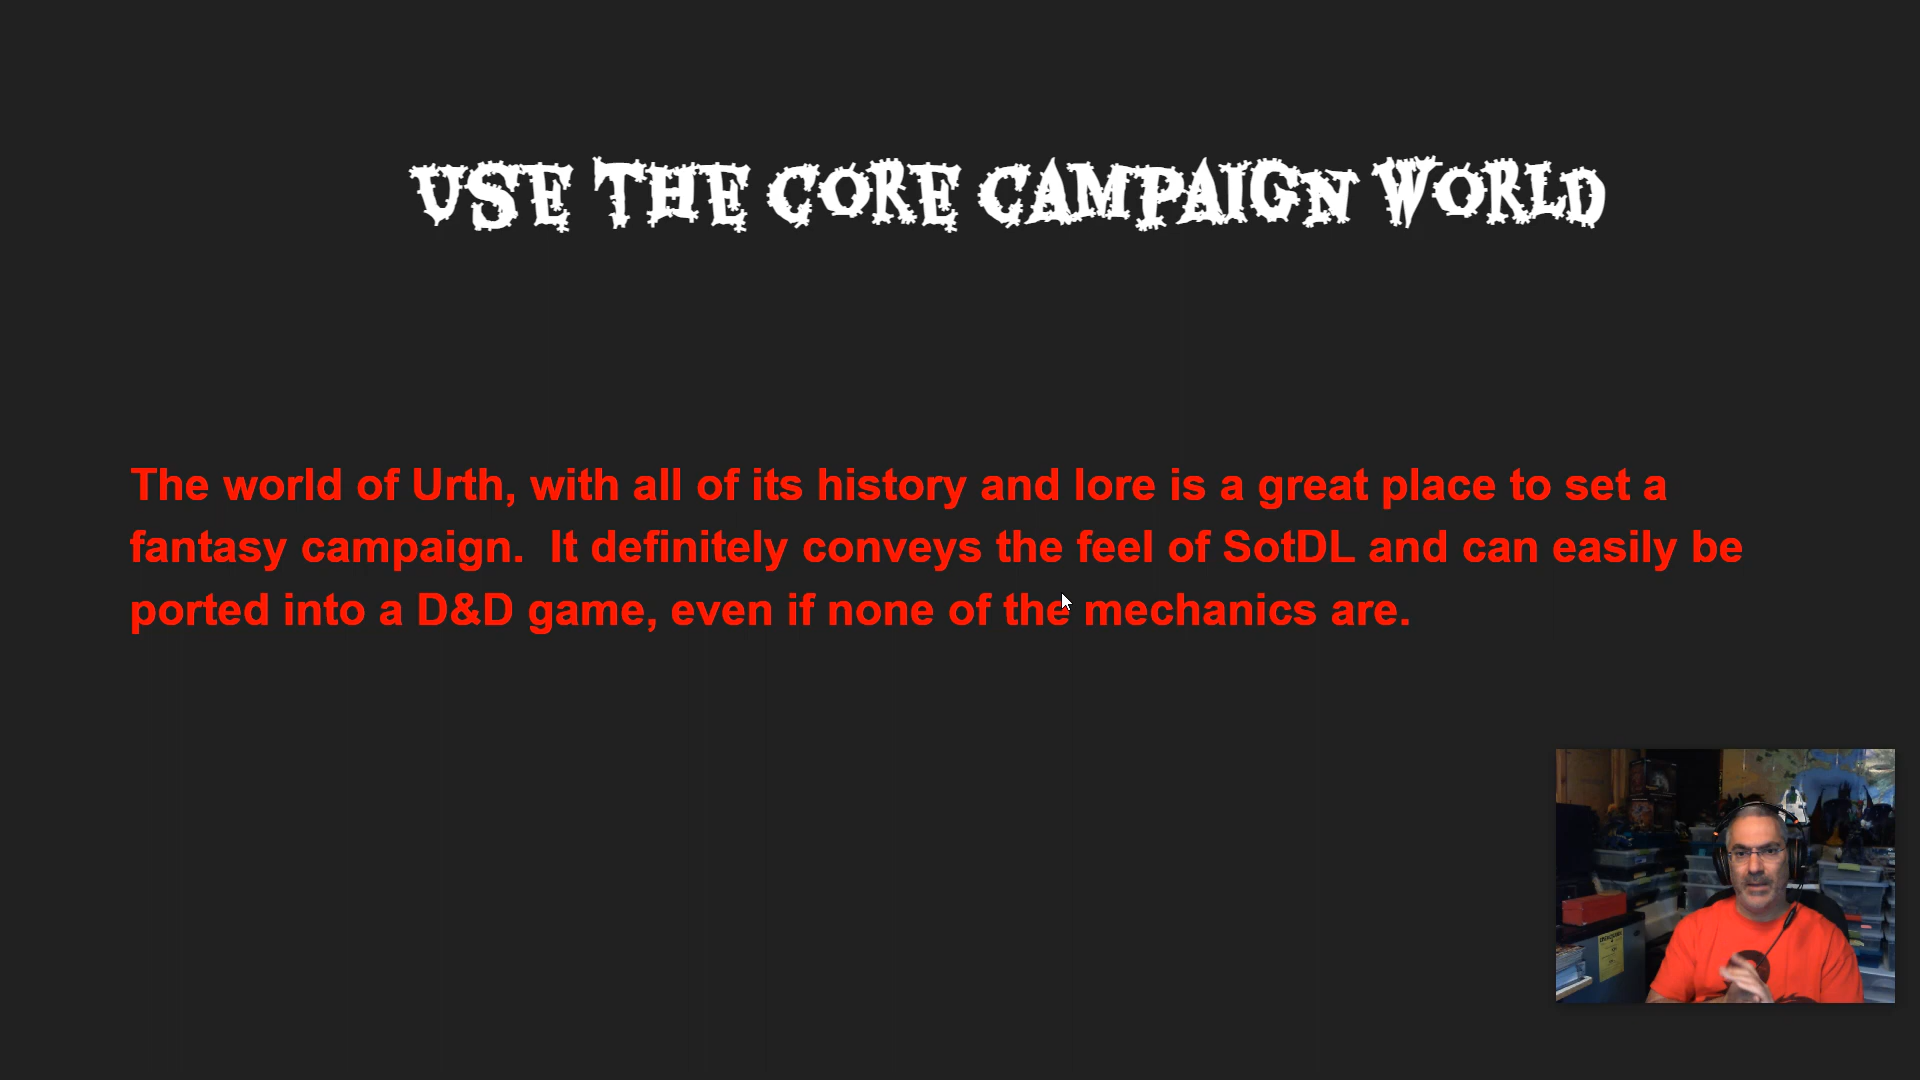 USE THE CORE CAMPAIGN WORLD
The world of Urth, with all of its history and lore is a great place to set a
fantasy campaign.  It definitely conveys the feel of SotDL and can easily be
ported into a D&D game, even if none of the mechanics are.